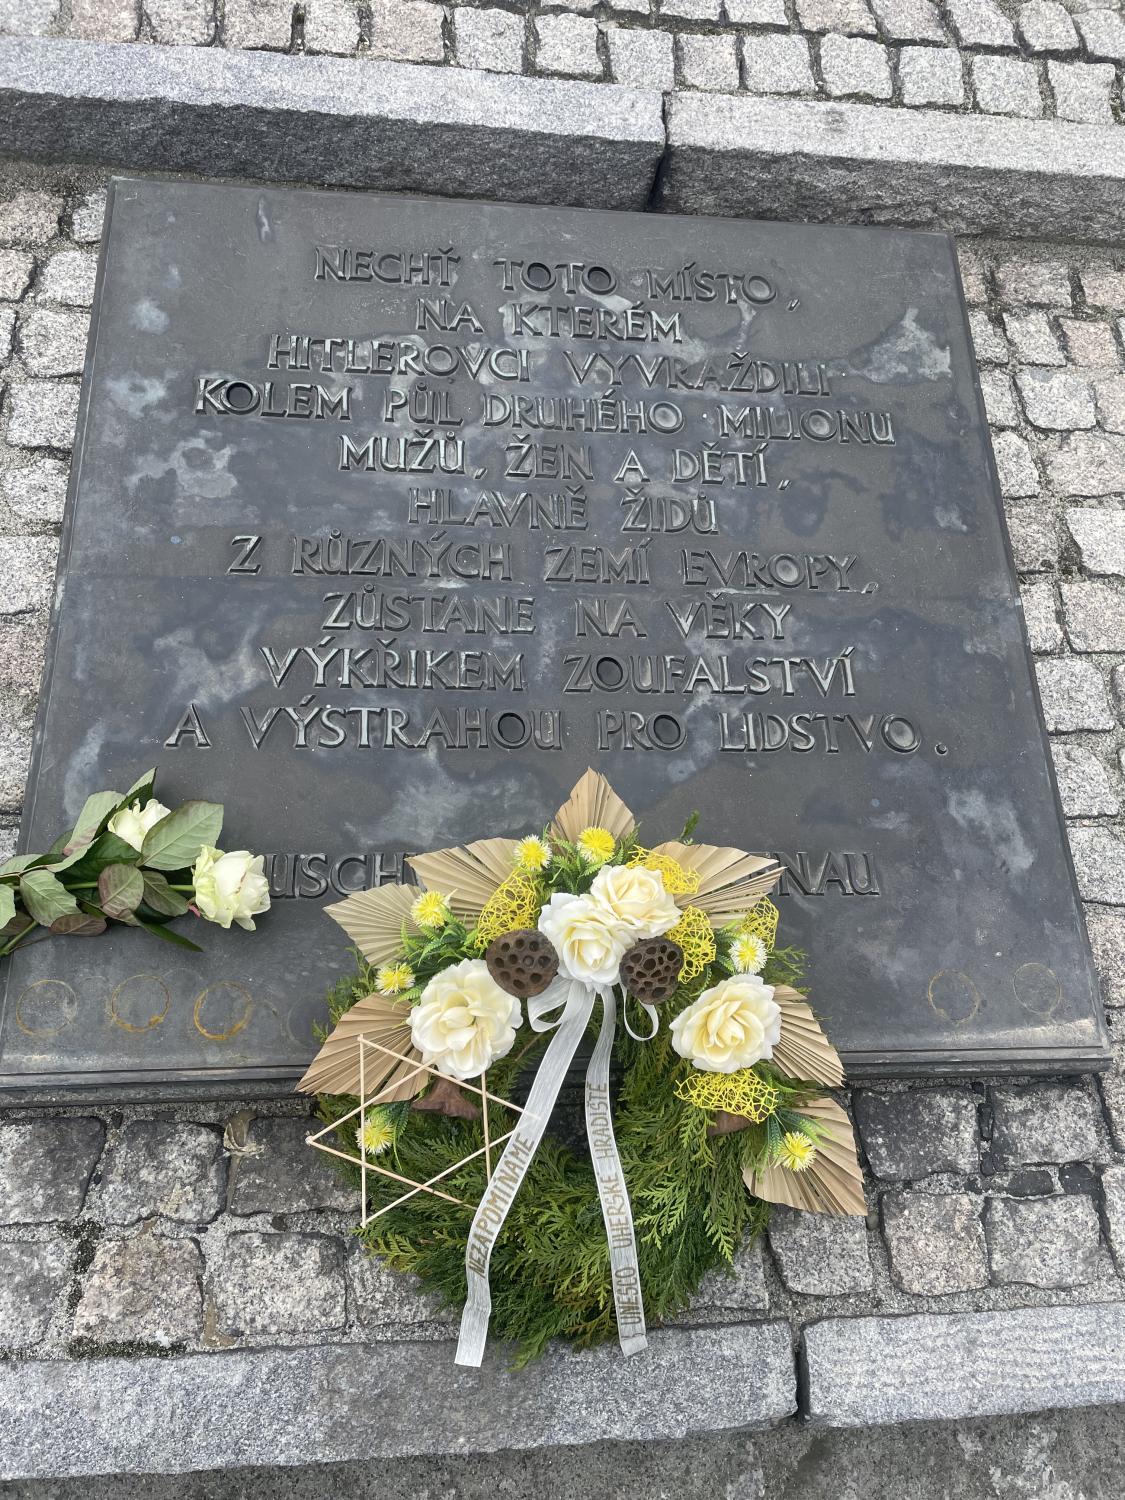 NECHŤ TOTO MÍSTO,
NA KTERÉM
HITLEROVCI VYVRAŽDILI
KOLEM PŮL DRUHÉHO MILIONU
MUŽŮ, ŽEN A DĚTÍ,
HLAVNĚ ŽIDŮ
Z RŮZNÝCH ZEMÍ EVROPY,
ZŮSTANE NA VĚKY
VÝKŘIKEM ZOUFALSTVÍ
A VÝSTRAHOU PRO LIDSTVO.
NEZAPOMÍNÁME
UNESCO UHERSKÉ HRADIŠTĚ